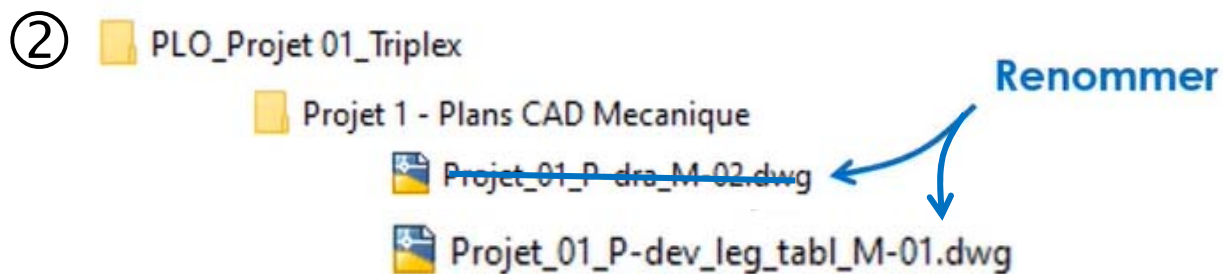 ② PLO_Projet 01_Triplex
Renommer
Projet 1 - Plans CAD Mecanique
Projet_01_P-dra_M-02.dwg
Projet_01_P-dev_leg_tabl_M-01.dwg